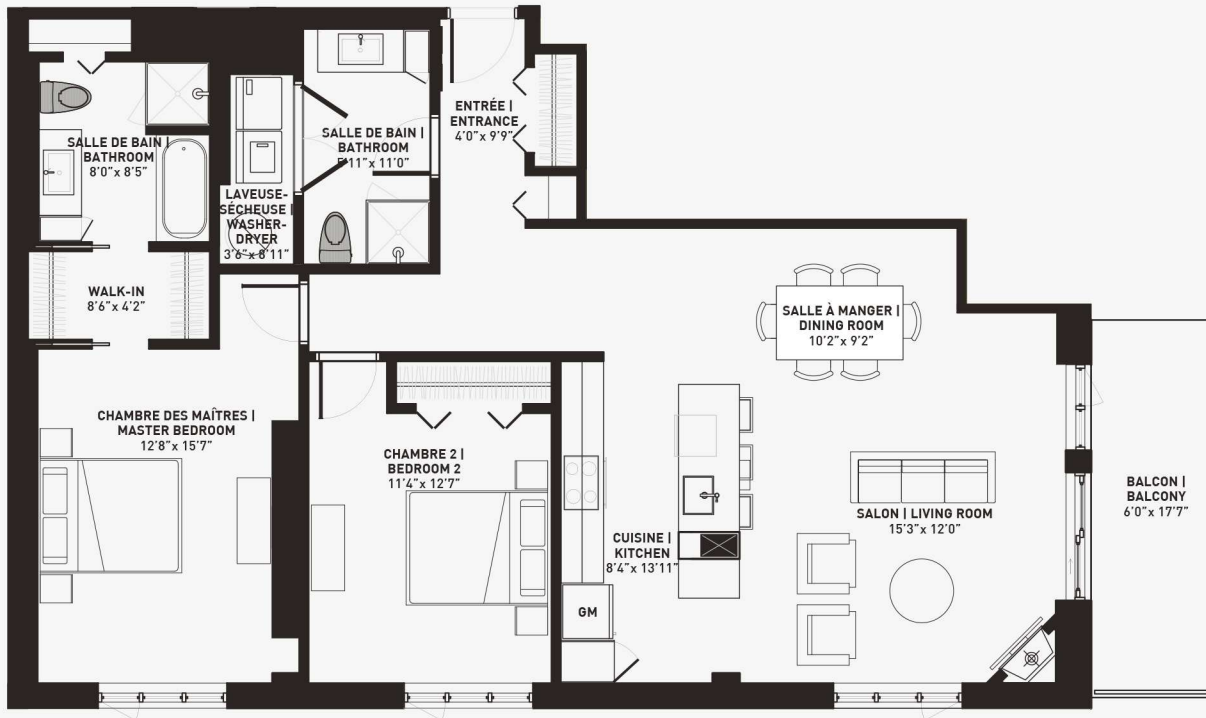 SALLE DE BAIN |
BATHROOM
8'0" x 8'5"
LAVEUSE-
SÉCHEUSE |
WASHER-
DRYER
3'6" x 8'11"
SALLE DE BAIN |
BATHROOM
5'11" x 11'0"
ENTRÉE |
ENTRANCE
4'0" x 9'9"
WALK-IN
8'6" x 4'2"
SALLE À MANGER |
DINING ROOM
10'2" x 9'2"
CHAMBRE DES MAÎTRES |
MASTER BEDROOM
12'8" x 15'7"
CHAMBRE 2 |
BEDROOM 2
11'4" x 12'7"
CUISINE |
KITCHEN
8'4" x 13'11"
GM
SALON | LIVING ROOM
15'3" x 12'0"
BALCON |
BALCONY
6'0" x 17'7"